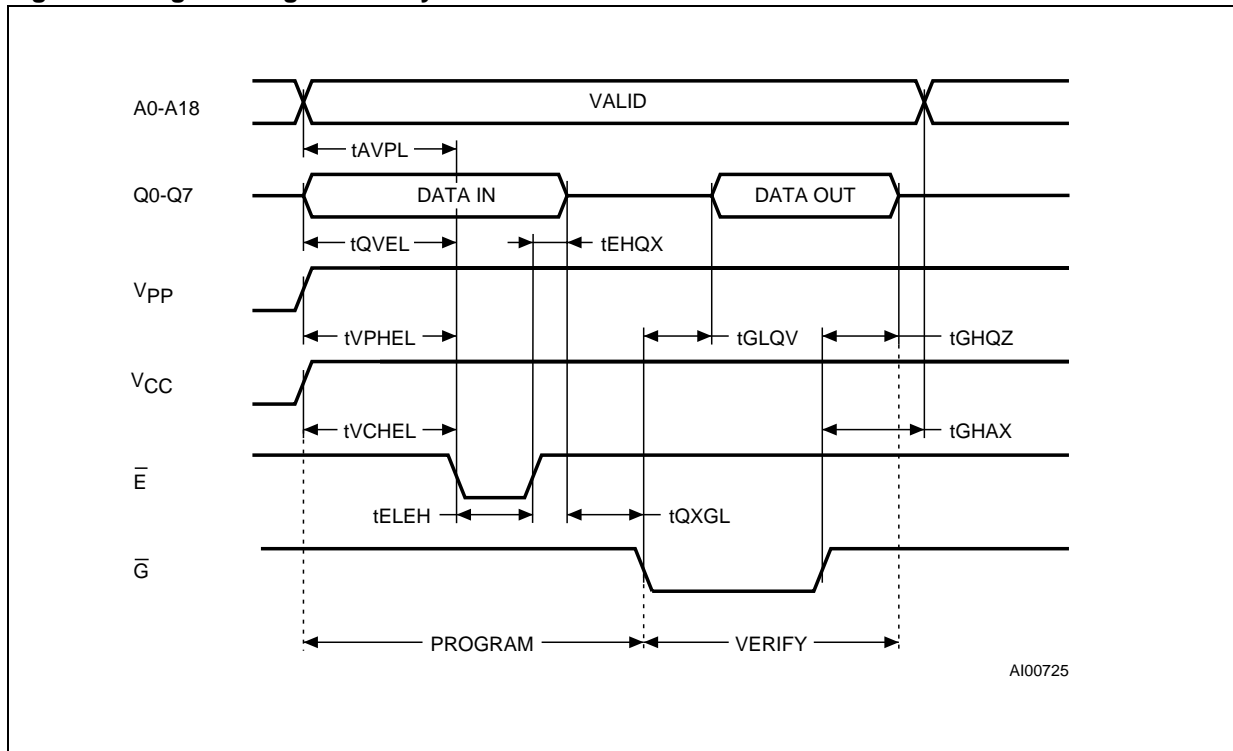 A0-A18
VALID
tAVPL
Q0-Q7
DATA IN
DATA OUT
tQVEL
tEHQX
VPP
tVPHEL
tGLQV
tGHQZ
VCC
tVCHEL
tGHAX
E̅
tELEH
tQXGL
G̅
PROGRAM
VERIFY
AI00725